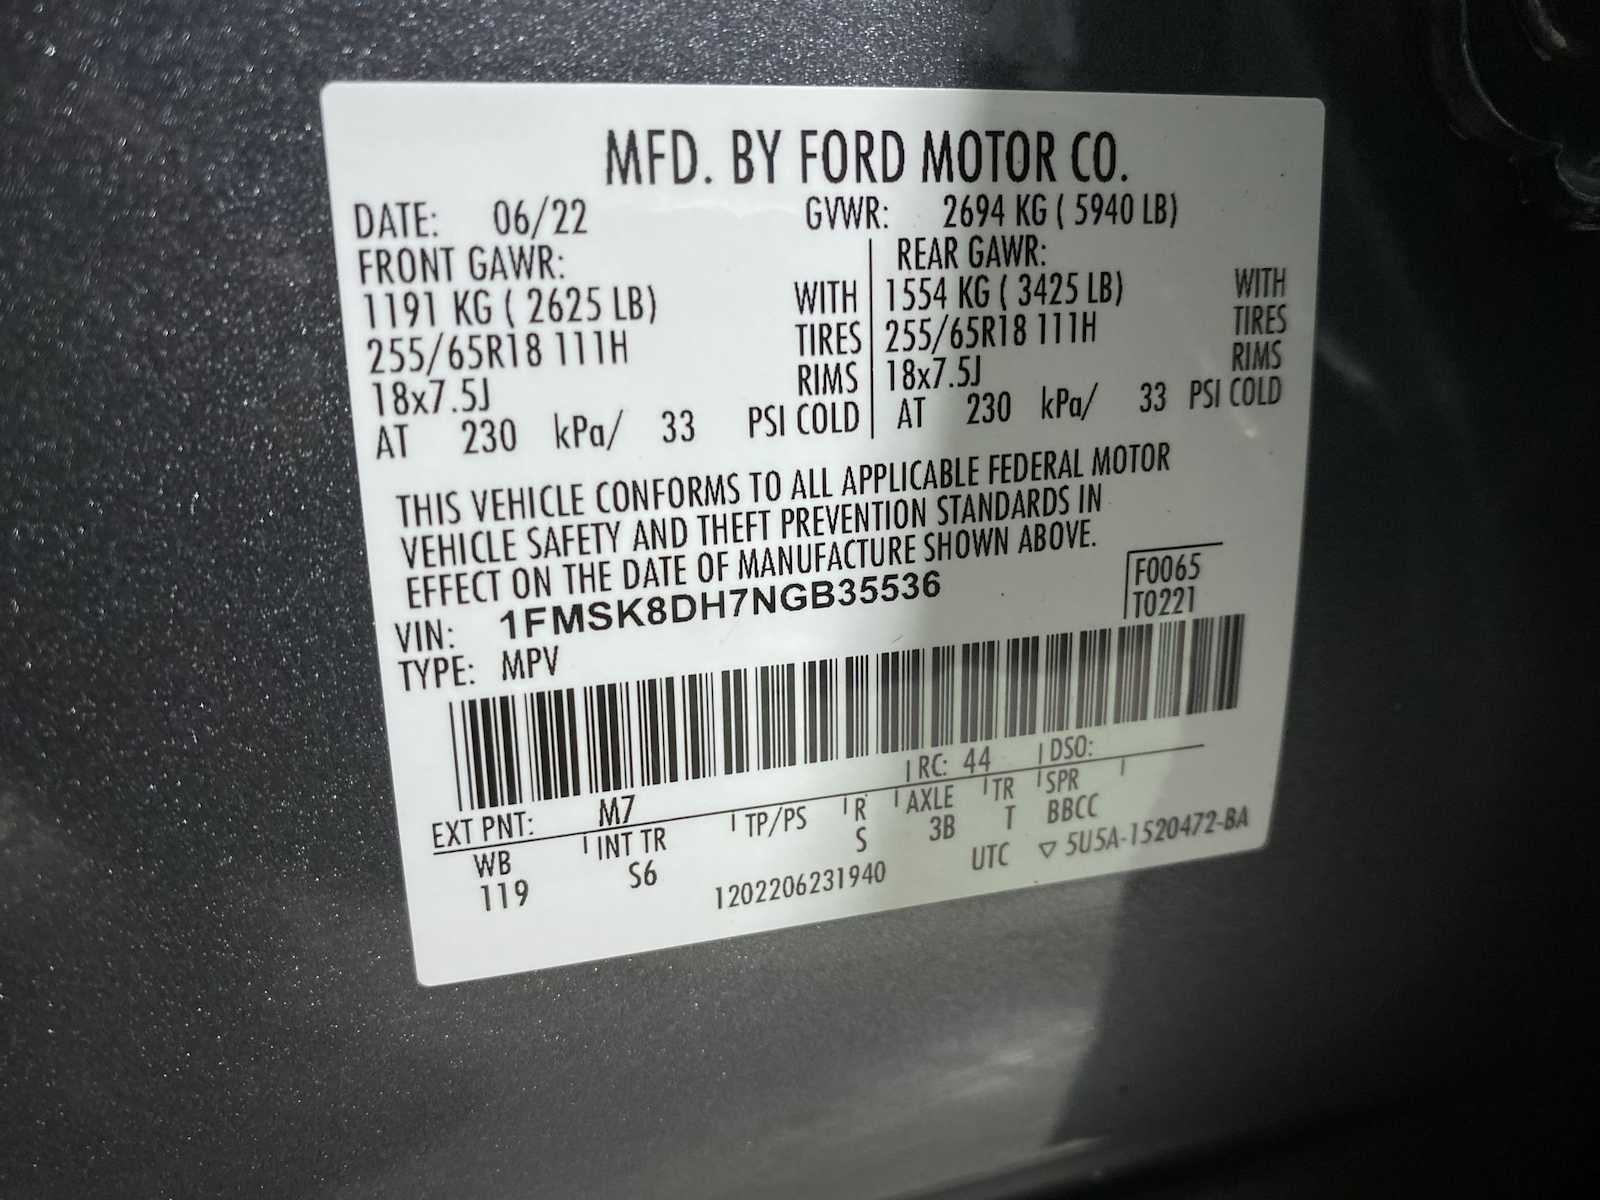 MFD. BY FORD MOTOR CO.
DATE: 06/22 GVWR: 2694 KG ( 5940 LB)
FRONT GAWR: REAR GAWR:
1191 KG ( 2625 LB) WITH 1554 KG ( 3425 LB) WITH
255/65R18 111H TIRES 255/65R18 111H TIRES
18x7.5J RIMS 18x7.5J RIMS
AT 230 kPa/ 33 PSI COLD AT 230 kPa/ 33 PSI COLD
THIS VEHICLE CONFORMS TO ALL APPLICABLE FEDERAL MOTOR
VEHICLE SAFETY AND THEFT PREVENTION STANDARDS IN
EFFECT ON THE DATE OF MANUFACTURE SHOWN ABOVE.
VIN: 1FMSK8DH7NGB35536 F0065
TYPE: MPV T0221
EXT PNT: M7 RC: 44 DSO:
WB INT TR TP/PS R AXLE TR SPR
119 S6 S 3B T BBCC
1202206231940 UTC ▽ 5U5A-1520472-BA